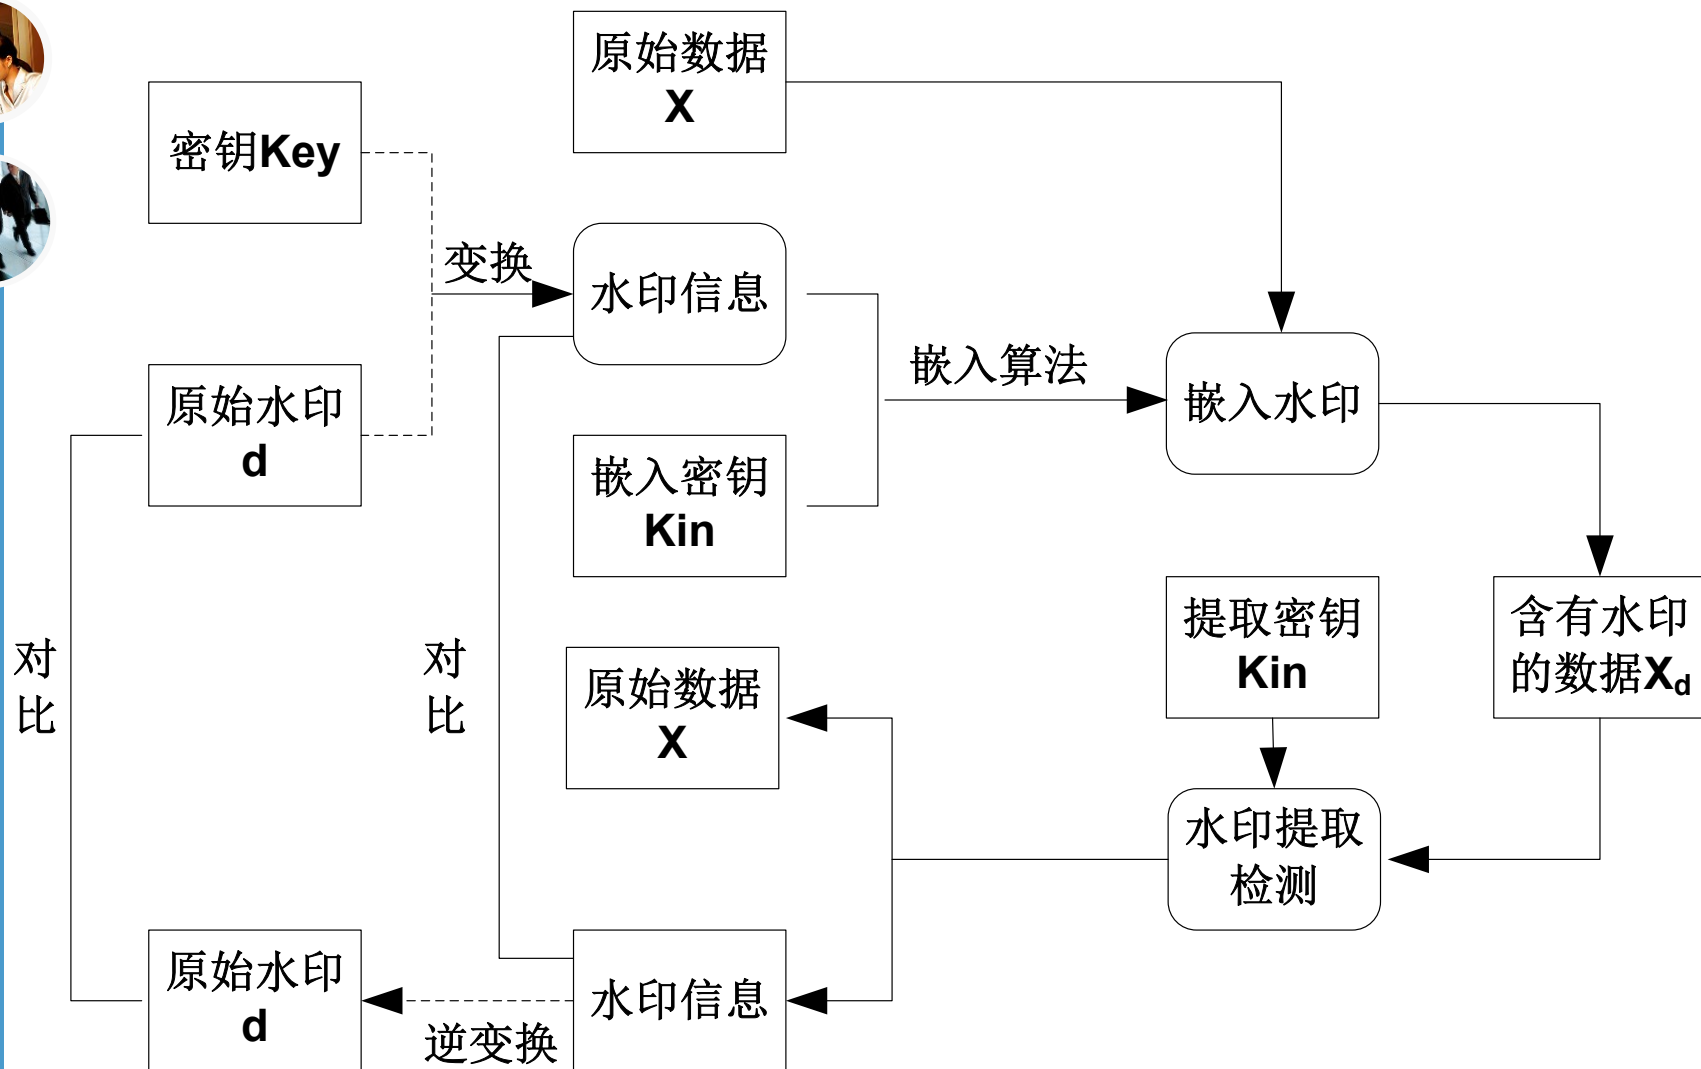 原始数据
X
密钥Key
变换
水印信息
嵌入算法
原始水印
d
嵌入水印
嵌入密钥
Kin
提取密钥
Kin
含有水印
的数据Xd
对
比
对
比
原始数据
X
水印提取
检测
原始水印
d
水印信息
逆变换